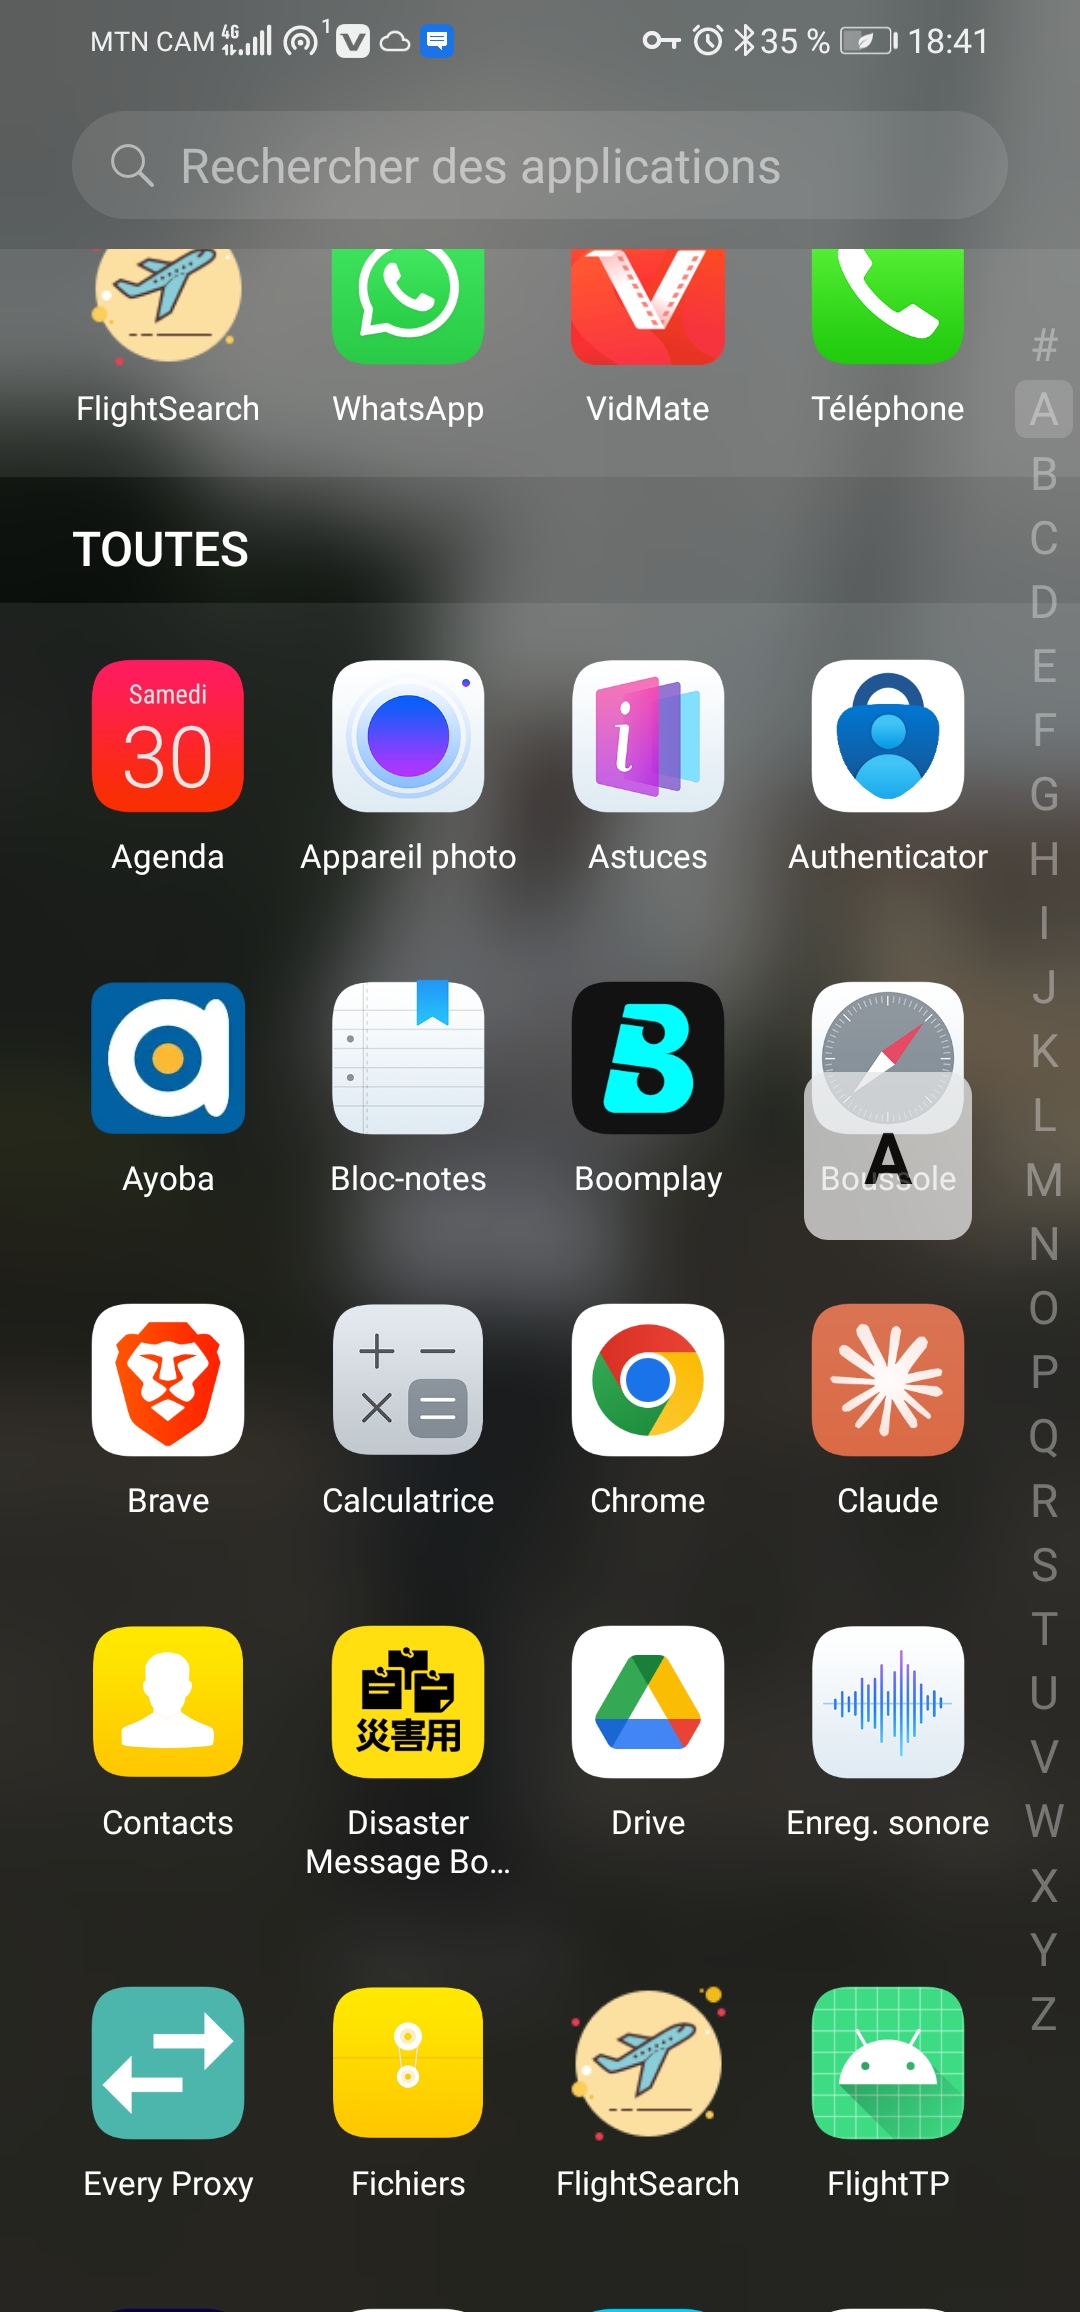 MTN CAM 4G 1 35 % 18:41
Rechercher des applications
FlightSearch WhatsApp VidMate Téléphone
TOUTES
Samedi
30
Agenda Appareil photo Astuces Authenticator
Ayoba Bloc-notes Boomplay Boussole
A
Brave Calculatrice Chrome Claude
災害用
Contacts Disaster Message Bo... Drive Enreg. sonore
Every Proxy Fichiers FlightSearch FlightTP
#
A
B
C
D
E
F
G
H
I
J
K
L
M
N
O
P
Q
R
S
T
U
V
W
X
Y
Z